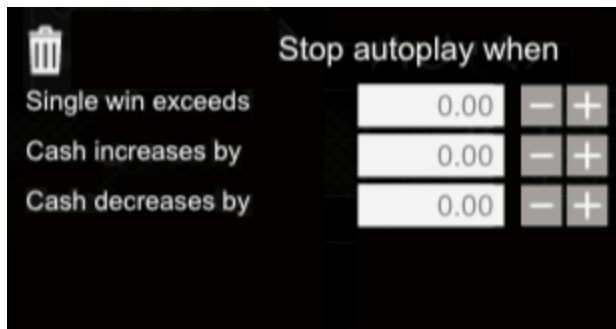 Stop autoplay when
Single win exceeds 0.00 − +
Cash increases by 0.00 − +
Cash decreases by 0.00 − +